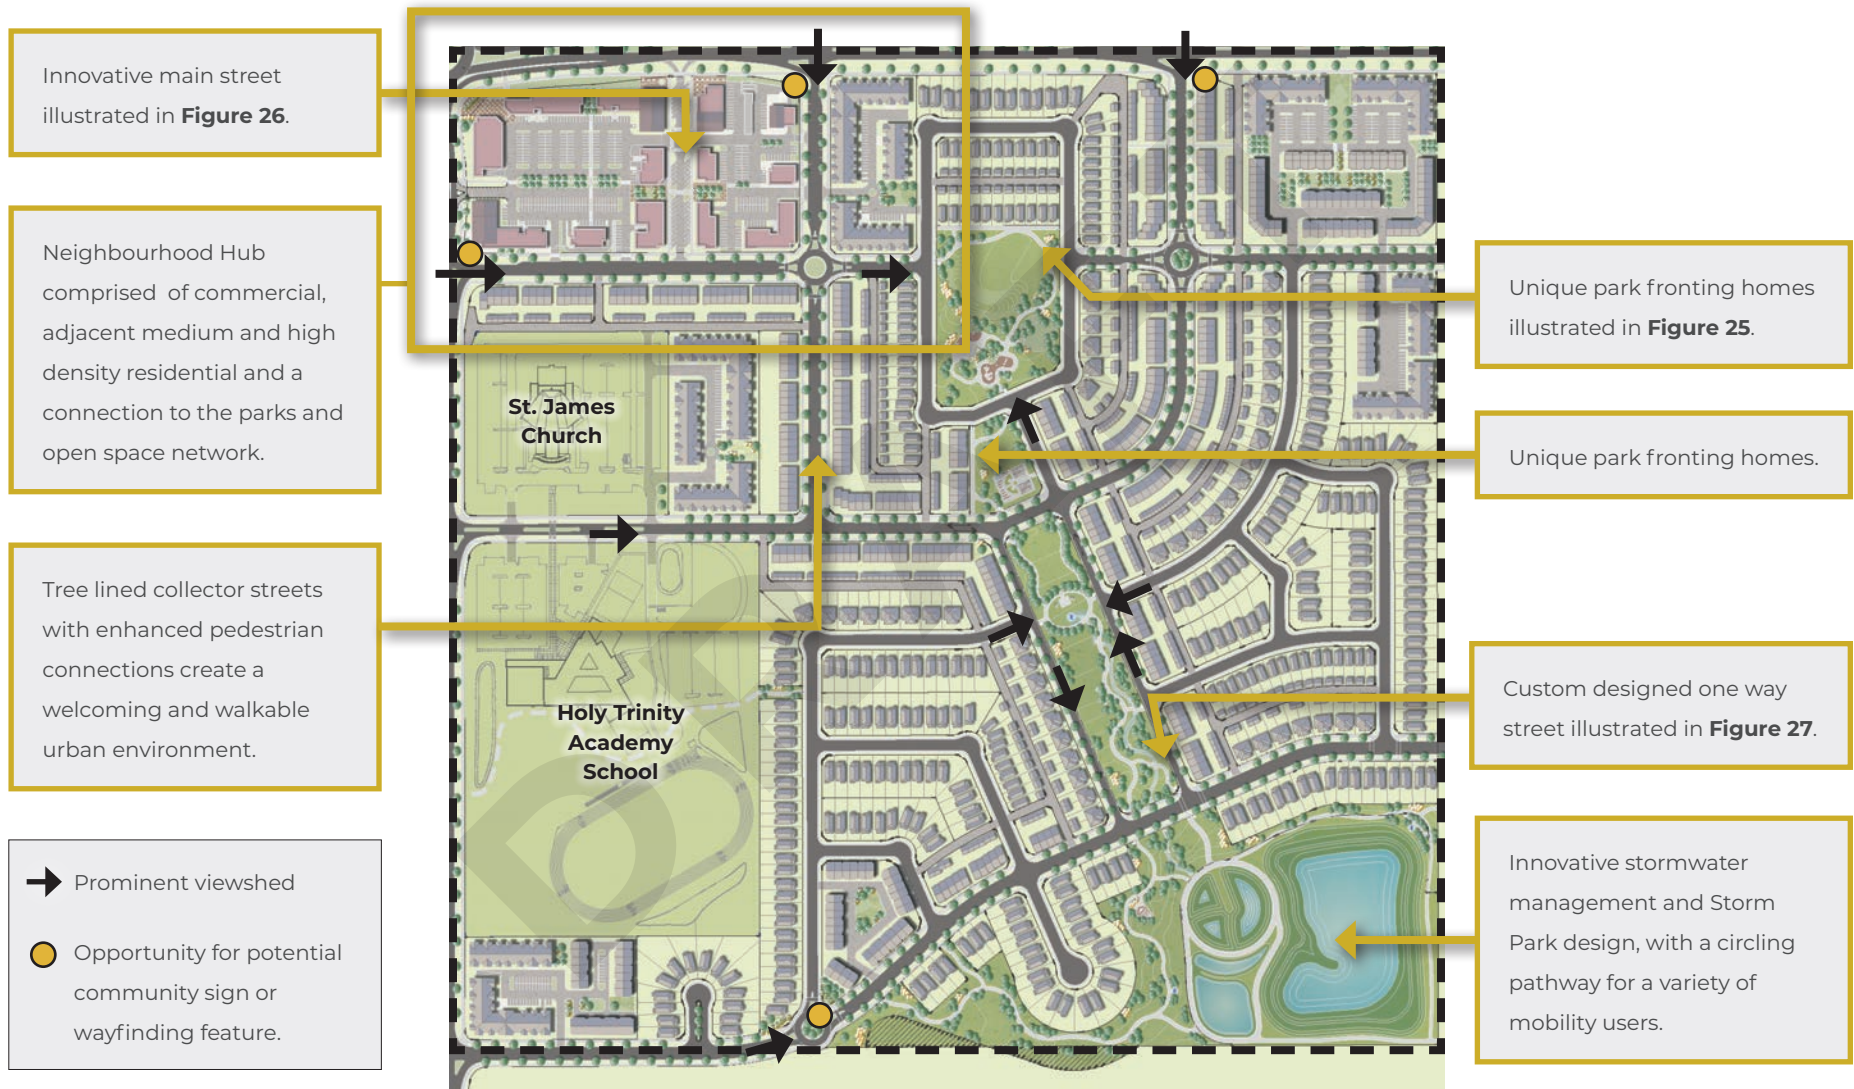 Innovative main street
illustrated in Figure 26.
Neighbourhood Hub
comprised of commercial,
adjacent medium and high
density residential and a
connection to the parks and
open space network.
Tree lined collector streets
with enhanced pedestrian
connections create a
welcoming and walkable
urban environment.
Prominent viewshed
Opportunity for potential
community sign or
wayfinding feature.
St. James
Church
Holy Trinity
Academy
School
Unique park fronting homes
illustrated in Figure 25.
Unique park fronting homes.
Custom designed one way
street illustrated in Figure 27.
Innovative stormwater
management and Storm
Park design, with a circling
pathway for a variety of
mobility users.